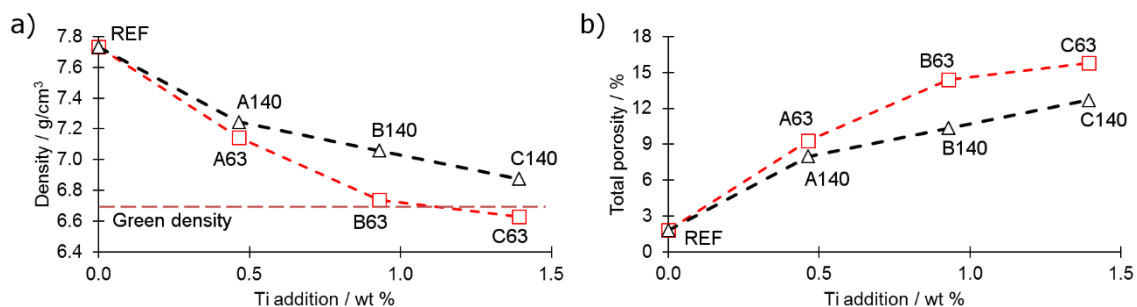 a)
Density / g/cm³
7.8
7.6
7.4
7.2
7.0
6.8
6.6
6.4
REF
A140
A63
B140
C140
Green density
B63
C63
0.0
0.5
1.0
1.5
Ti addition / wt %
b)
Total porosity / %
18
15
12
9
6
3
0
C63
B63
A63
C140
B140
A140
REF
0.0
0.5
1.0
1.5
Ti addition / wt %